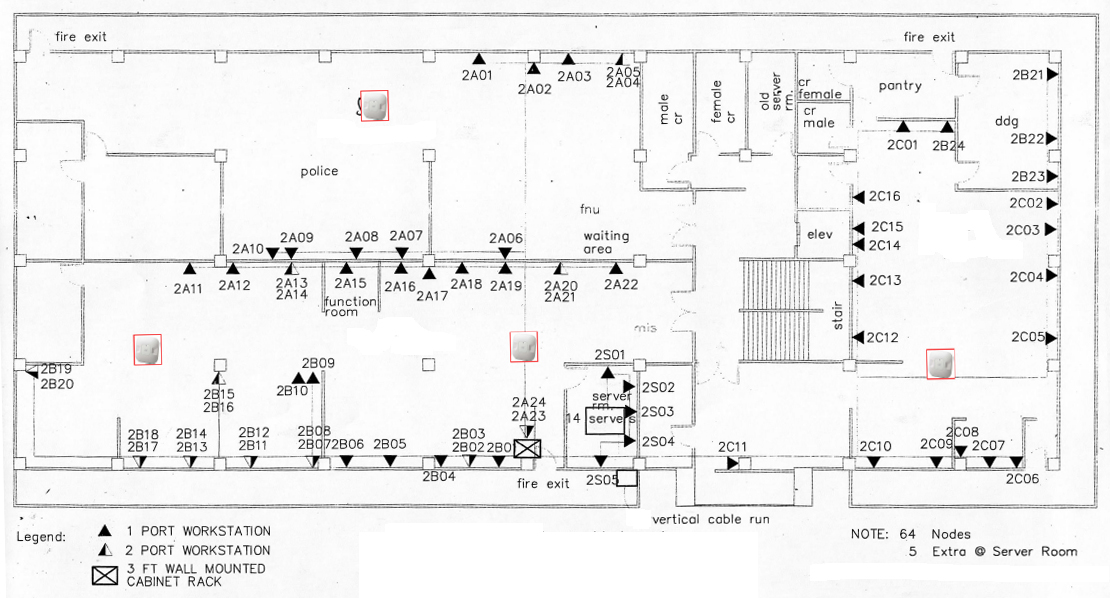 fire exit
fire exit
2A01
2A02
2A03
2A05
2A04
male
cr
female
cr
old
server
rm.
cr
female
cr
male
pantry
2B21
ddg
2C01
2B24
2B22
2B23
police
2C16
2C02
fnu
waiting
area
elev
2C15
2C14
2C03
2A10
2A09
2A08
2A07
2A06
2A11
2A12
2A13
2A14
2A15
2A16
2A17
2A18
2A19
2A20
2A21
2A22
2C13
2C04
function
room
mis
stair
2C12
2C05
2B19
2B20
2B15
2B16
2B09
2B10
2S01
2S02
server
rm.
14 servers
2S03
2S04
2A24
2A23
2B18
2B17
2B14
2B13
2B12
2B11
2B08
2B07
2B06
2B05
2B03
2B02
2B04
2B0
2C11
2C10
2C09
2C08
2C07
2C06
fire exit
2S05
vertical cable run
Legend:
1 PORT WORKSTATION
2 PORT WORKSTATION
3 FT WALL MOUNTED
CABINET RACK
NOTE: 64 Nodes
5 Extra @ Server Room